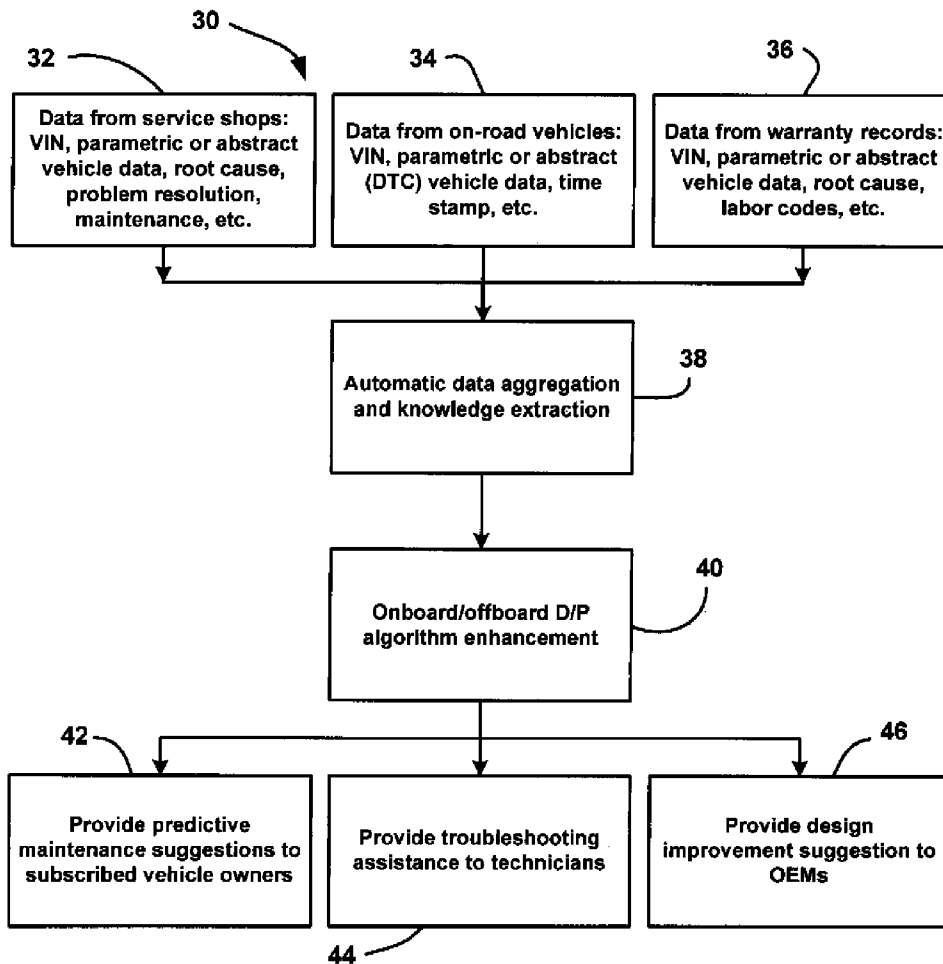 30
32
34
36
Data from service shops:
VIN, parametric or abstract
vehicle data, root cause,
problem resolution,
maintenance, etc.
Data from on-road vehicles:
VIN, parametric or abstract
(DTC) vehicle data, time
stamp, etc.
Data from warranty records:
VIN, parametric or abstract
vehicle data, root cause,
labor codes, etc.
38
Automatic data aggregation
and knowledge extraction
40
Onboard/offboard D/P
algorithm enhancement
42
46
Provide predictive
maintenance suggestions to
subscribed vehicle owners
Provide troubleshooting
assistance to technicians
Provide design
improvement suggestion to
OEMs
44